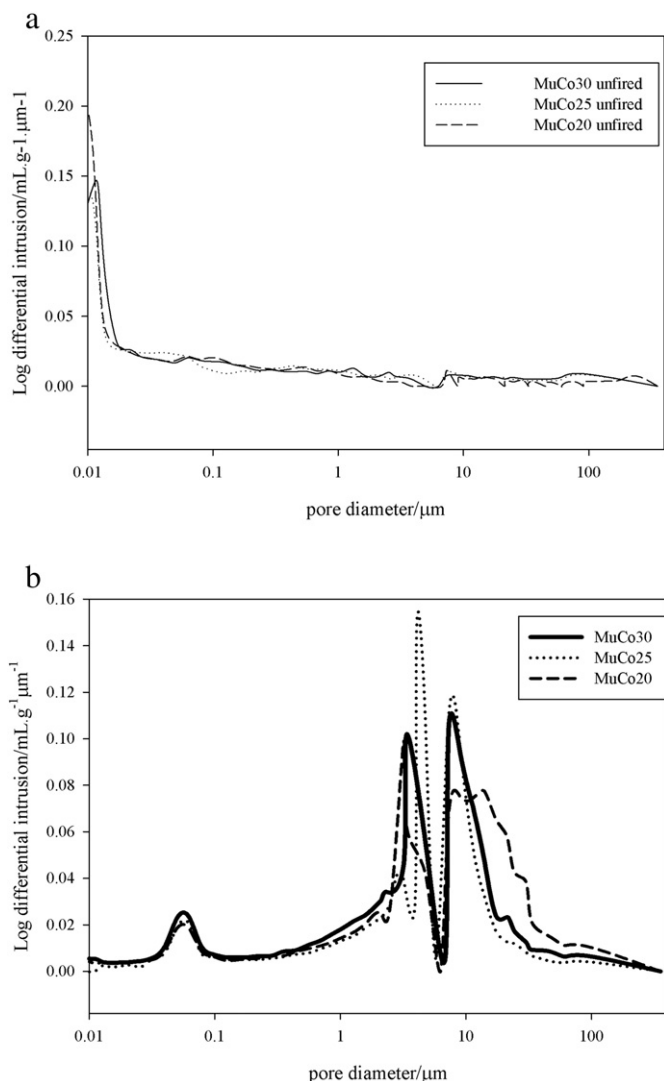 a
0.25
0.20
0.15
0.10
0.05
0.00
Log differential intrusion/mL.g-1.μm-1
MuCo30 unfired
MuCo25 unfired
MuCo20 unfired
0.01 0.1 1 10 100
pore diameter/μm
b
0.16
0.14
0.12
0.10
0.08
0.06
0.04
0.02
0.00
Log differential intrusion/mL.g⁻¹μm⁻¹
MuCo30
MuCo25
MuCo20
0.01 0.1 1 10 100
pore diameter/μm